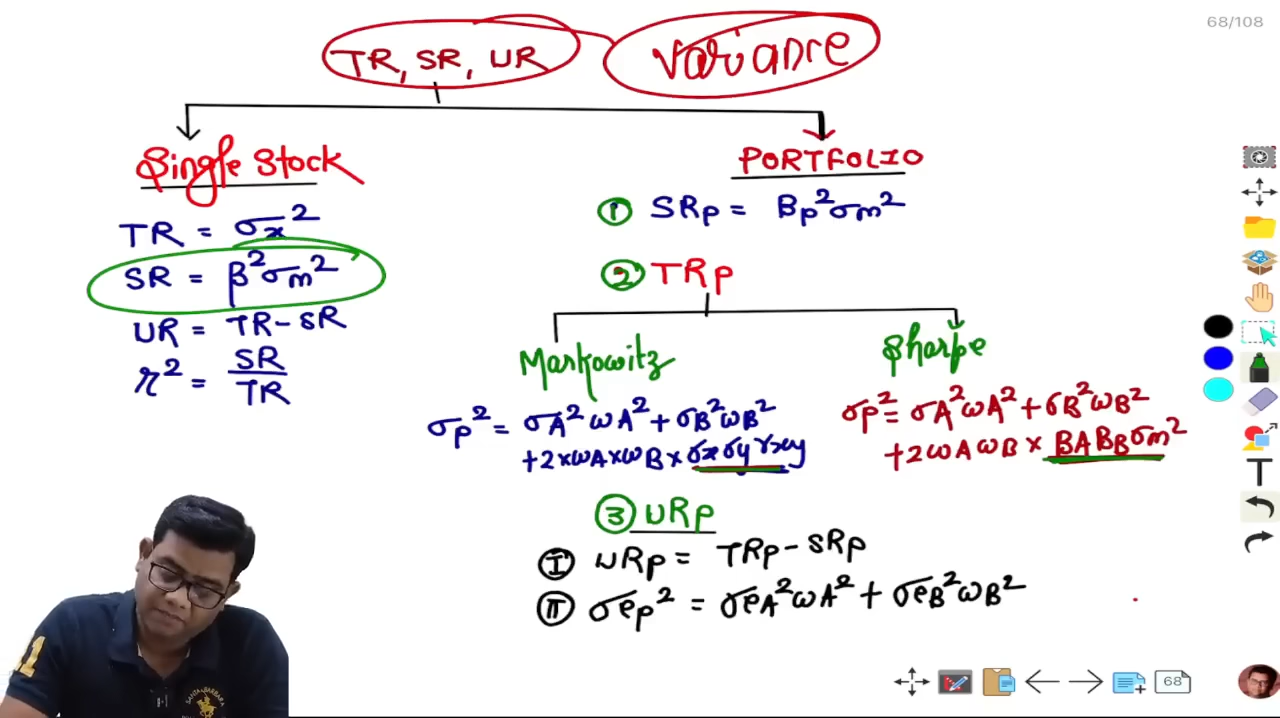 68/108
TR, SR, UR
Variance
Single Stock
TR = σx²
SR = β²σm²
UR = TR - SR
r² = SR
TR
PORTFOLIO
① SRp = Bp²σm²
② TRp
Markowitz
σp² = σA²ωA² + σB²ωB²
+2×ωA×ωB×σxσyrxy
Sharpe
σp² = σA²ωA² + σB²ωB²
+2ωAωB × BABBσm²
③ URp
Ⅰ URp = TRp - SRp
Ⅱ σep² = σeA²ωA² + σeB²ωB²
T
68